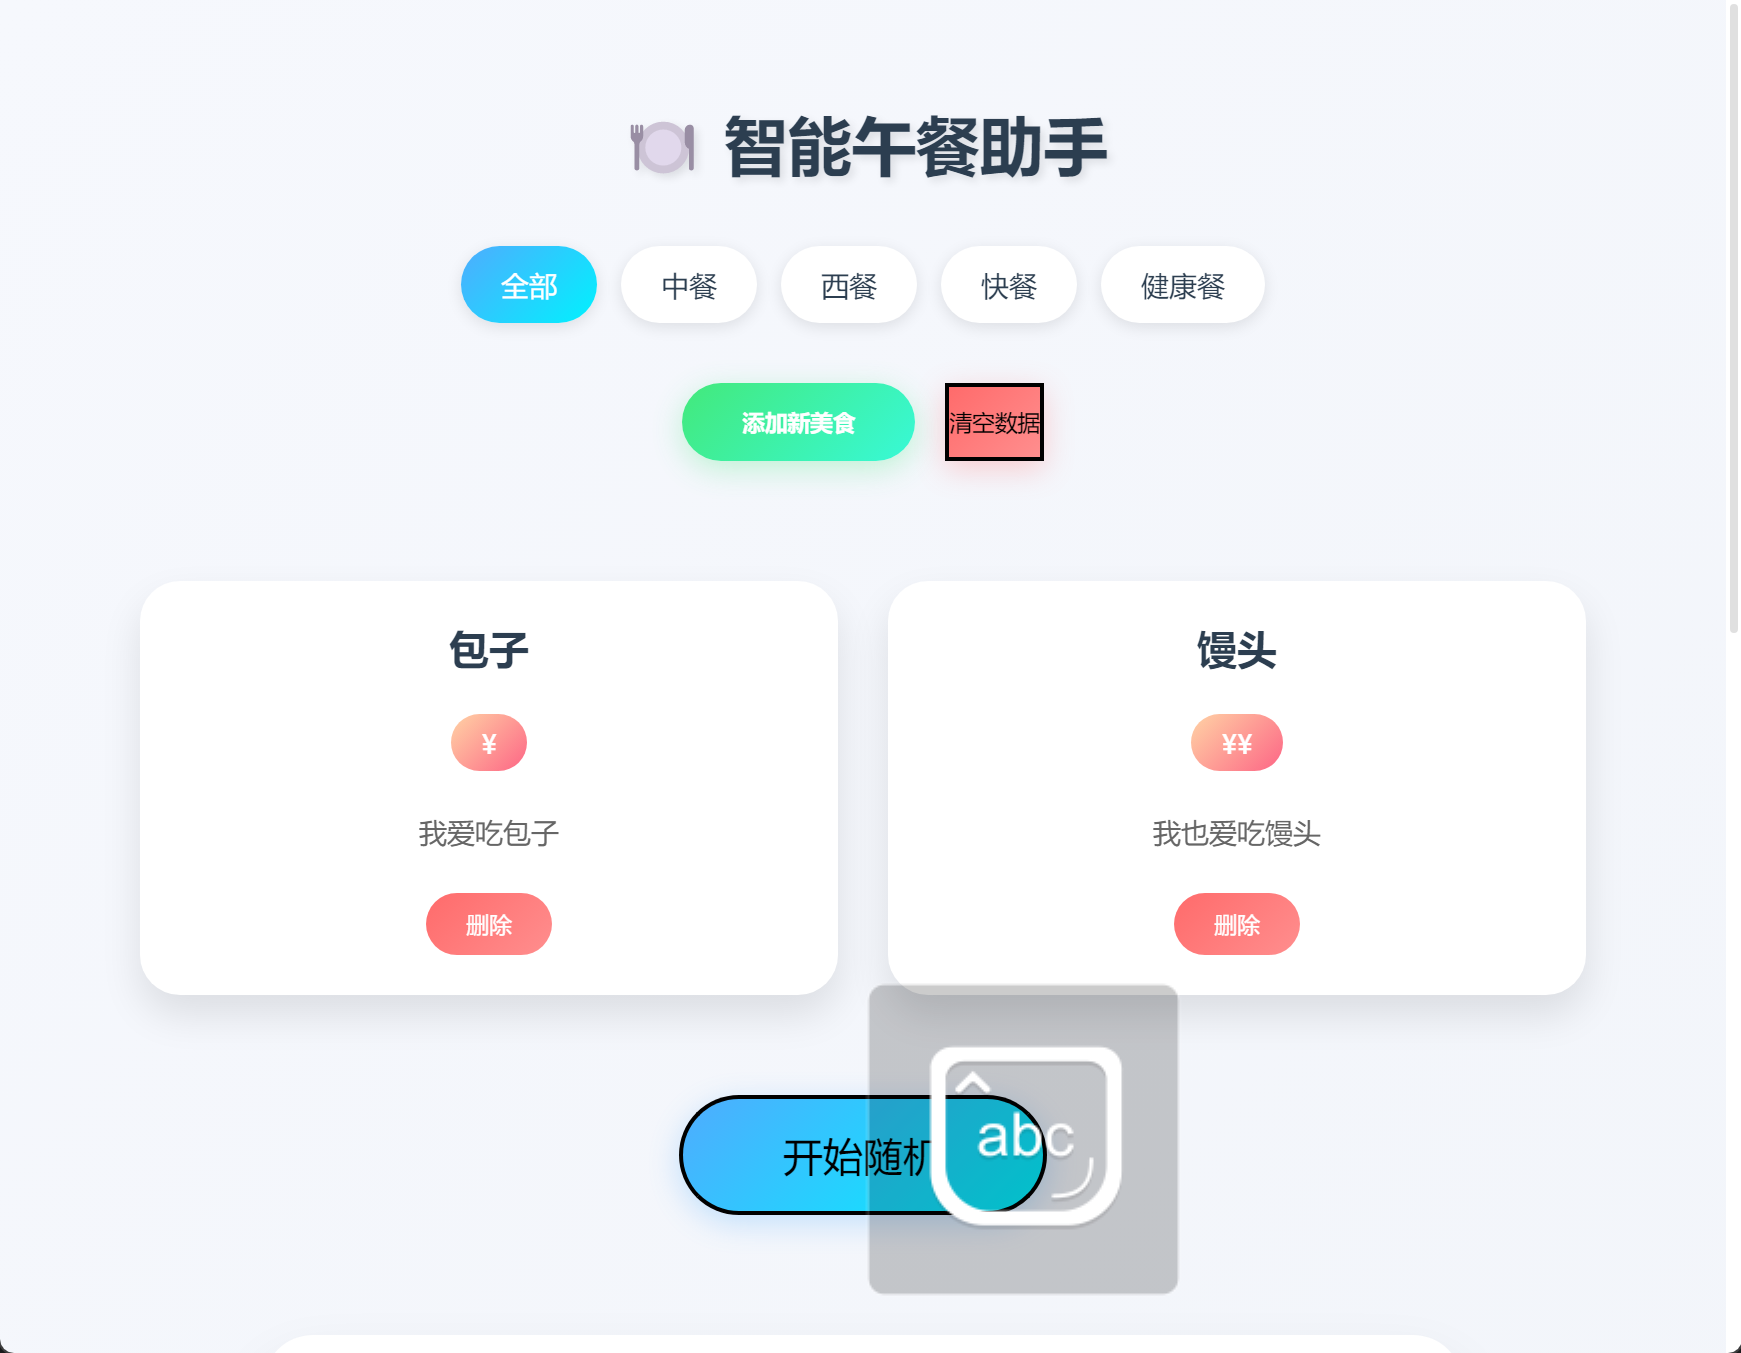 智能午餐助手
全部 中餐 西餐 快餐 健康餐
添加新美食 清空数据
包子 馒头
¥ ¥¥
我爱吃包子 我也爱吃馒头
删除 删除
开始随机
abc